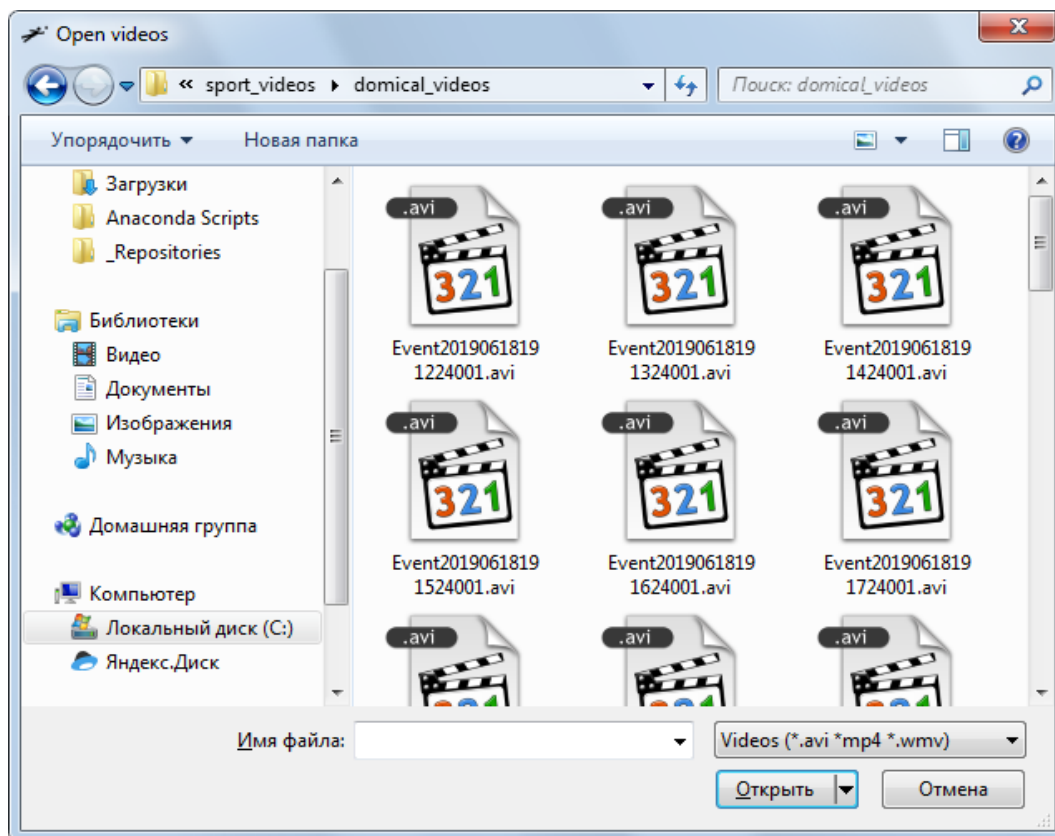 Open videos
« sport_videos ▸ domical_videos
Поиск: domical_videos
Упорядочить
Новая папка
Загрузки
Anaconda Scripts
_Repositories
Библиотеки
Видео
Документы
Изображения
Музыка
Домашняя группа
Компьютер
Локальный диск (C:)
Яндекс.Диск
.avi
.avi
.avi
321
321
321
Event2019061819
1224001.avi
Event2019061819
1324001.avi
Event2019061819
1424001.avi
.avi
.avi
.avi
321
321
321
Event2019061819
1524001.avi
Event2019061819
1624001.avi
Event2019061819
1724001.avi
.avi
.avi
.avi
Имя файла:
Videos (*.avi *mp4 *.wmv)
Открыть
Отмена